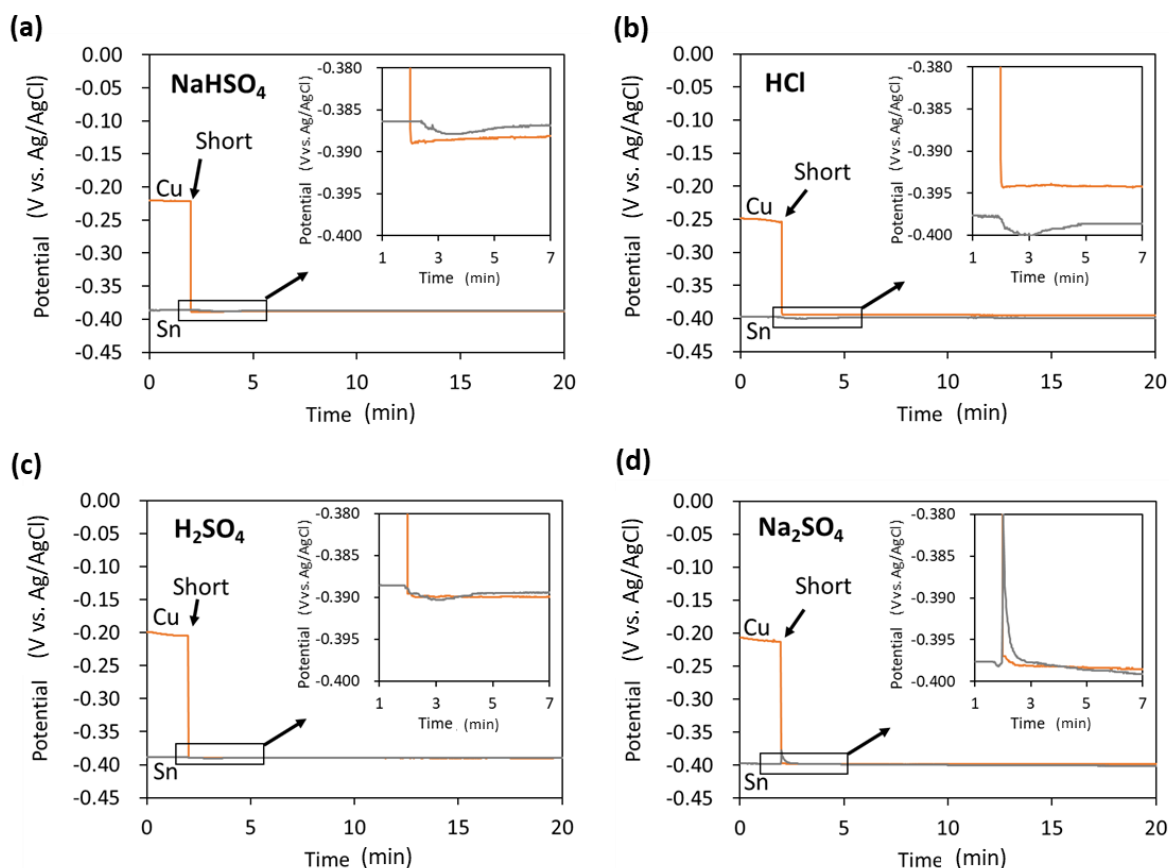 (a)
NaHSO4
Short
Cu
Sn
Potential (V vs. Ag/AgCl)
0.00
-0.05
-0.10
-0.15
-0.20
-0.25
-0.30
-0.35
-0.40
-0.45
0 5 10 15 20
Time (min)
Potential (V vs. Ag/AgCl)
-0.380
-0.385
-0.390
-0.395
-0.400
1 3 5 7
Time (min)
(b)
HCl
Short
Cu
Sn
Potential (V vs. Ag/AgCl)
0.00
-0.05
-0.10
-0.15
-0.20
-0.25
-0.30
-0.35
-0.40
-0.45
0 5 10 15 20
Time (min)
Potential (V vs. Ag/AgCl)
-0.380
-0.385
-0.390
-0.395
-0.400
1 3 5 7
Time (min)
(c)
H2SO4
Short
Cu
Sn
Potential (V vs. Ag/AgCl)
0.00
-0.05
-0.10
-0.15
-0.20
-0.25
-0.30
-0.35
-0.40
-0.45
0 5 10 15 20
Time (min)
Potential (V vs. Ag/AgCl)
-0.380
-0.385
-0.390
-0.395
-0.400
1 3 5 7
Time (min)
(d)
Na2SO4
Short
Cu
Sn
Potential (V vs. Ag/AgCl)
0.00
-0.05
-0.10
-0.15
-0.20
-0.25
-0.30
-0.35
-0.40
-0.45
0 5 10 15 20
Time (min)
Potential (V vs. Ag/AgCl)
-0.380
-0.385
-0.390
-0.395
-0.400
1 3 5 7
Time (min)